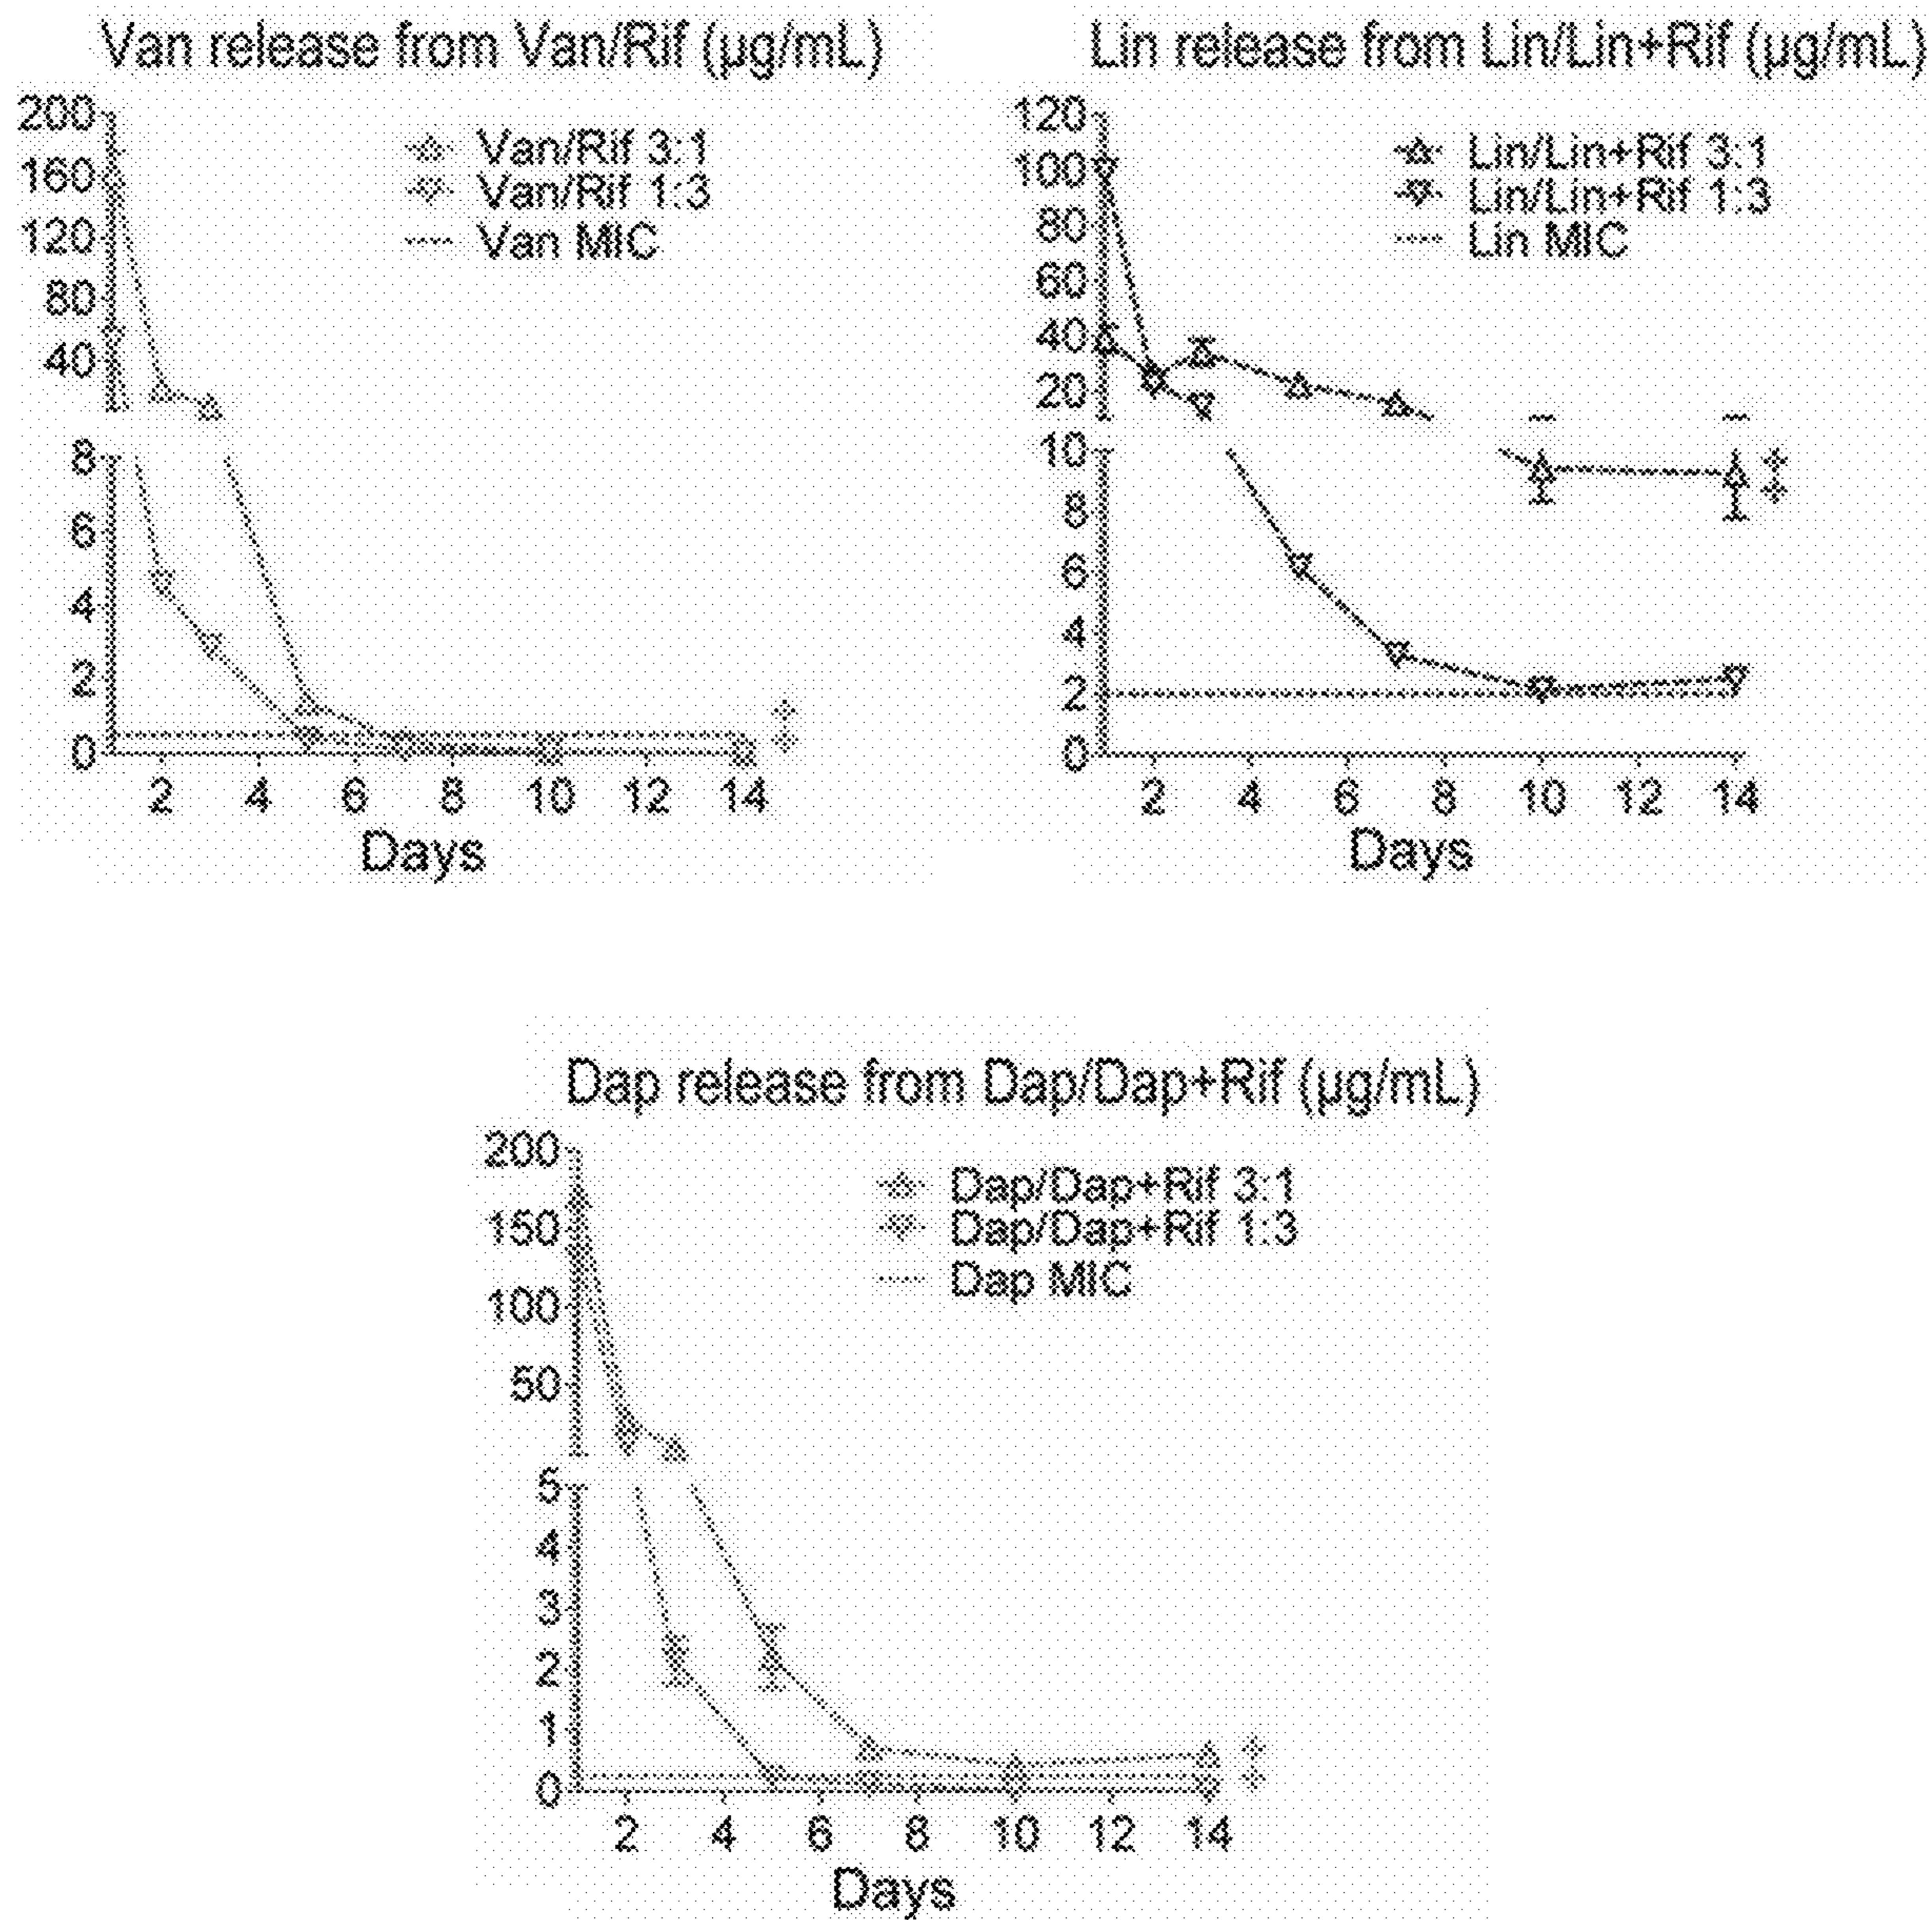 Van release from Van/Rif (µg/mL)
200
160
120
80
40
8
6
4
2
0
Van/Rif 3:1
Van/Rif 1:3
Van MIC
2 4 6 8 10 12 14
Days
Lin release from Lin/Lin+Rif (µg/mL)
120
100
80
60
40
20
10
8
6
4
2
0
Lin/Lin+Rif 3:1
Lin/Lin+Rif 1:3
Lin MIC
2 4 6 8 10 12 14
Days
Dap release from Dap/Dap+Rif (µg/mL)
200
150
100
50
5
4
3
2
1
0
Dap/Dap+Rif 3:1
Dap/Dap+Rif 1:3
Dap MIC
2 4 6 8 10 12 14
Days